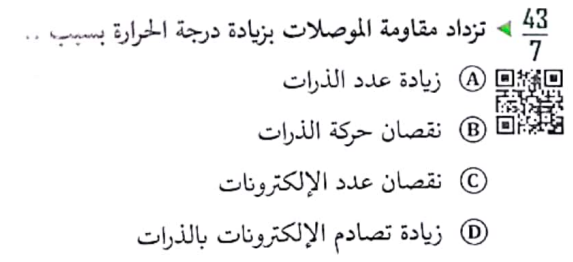 43/7 تزداد مقاومة الموصلات بزيادة درجة الحرارة بسبب ..
A زيادة عدد الذرات
B نقصان حركة الذرات
C نقصان عدد الإلكترونات
D زيادة تصادم الإلكترونات بالذرات